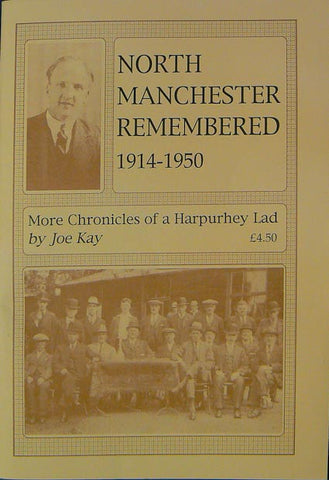 NORTH
MANCHESTER
REMEMBERED
1914-1950
More Chronicles of a Harpurhey Lad
by Joe Kay £4.50